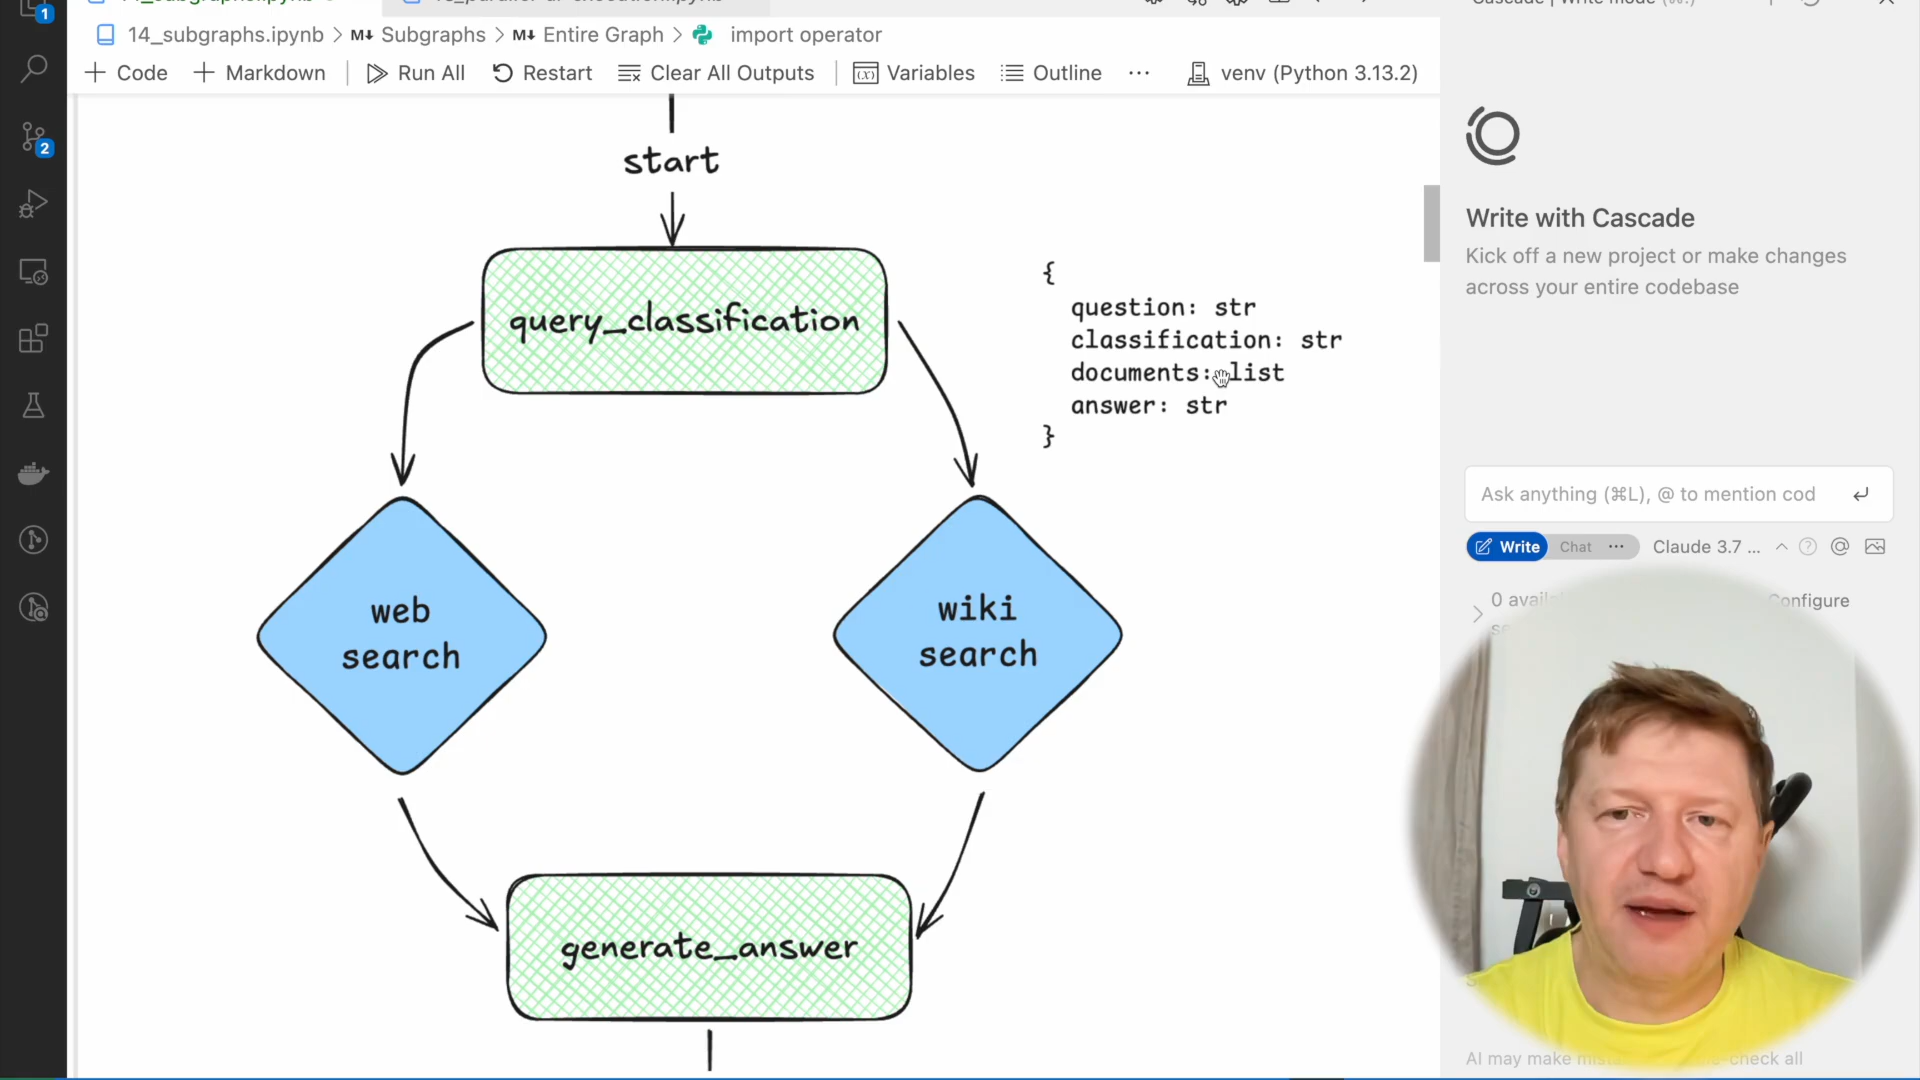 14_subgraphs.ipynb > M↓ Subgraphs > M↓ Entire Graph > import operator
+ Code + Markdown Run All Restart Clear All Outputs Variables Outline ... venv (Python 3.13.2)
1
2
start
query_classification
{
question: str
classification: str
documents: list
answer: str
}
web
search
wiki
search
generate_answer
Write with Cascade
Kick off a new project or make changes
across your entire codebase
Ask anything (⌘L), @ to mention cod
Write Chat ... Claude 3.7 ...
0 configure
AI may make check all